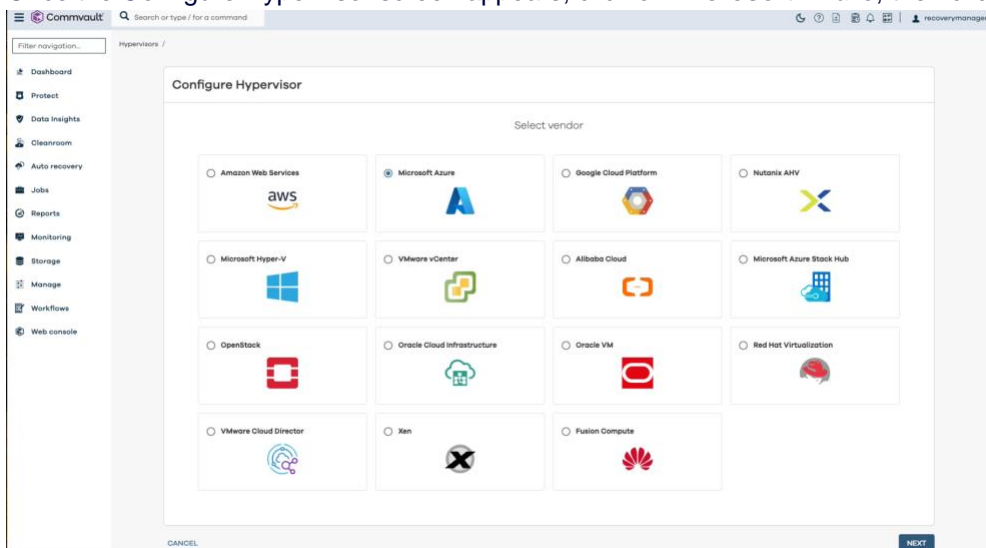 Commvault
Search or type / for a command
recoverymanage
Filter navigation...
Hypervisors /
Dashboard
Protect
Data Insights
Cleanroom
Auto recovery
Jobs
Reports
Monitoring
Storage
Manage
Workflows
Web console
Configure Hypervisor
Select vendor
Amazon Web Services
Microsoft Azure
Google Cloud Platform
Nutanix AHV
aws
Microsoft Hyper-V
VMware vCenter
Alibaba Cloud
Microsoft Azure Stack Hub
OpenStack
Oracle Cloud Infrastructure
Oracle VM
Red Hat Virtualization
VMware Cloud Director
Xen
Fusion Compute
CANCEL
NEXT